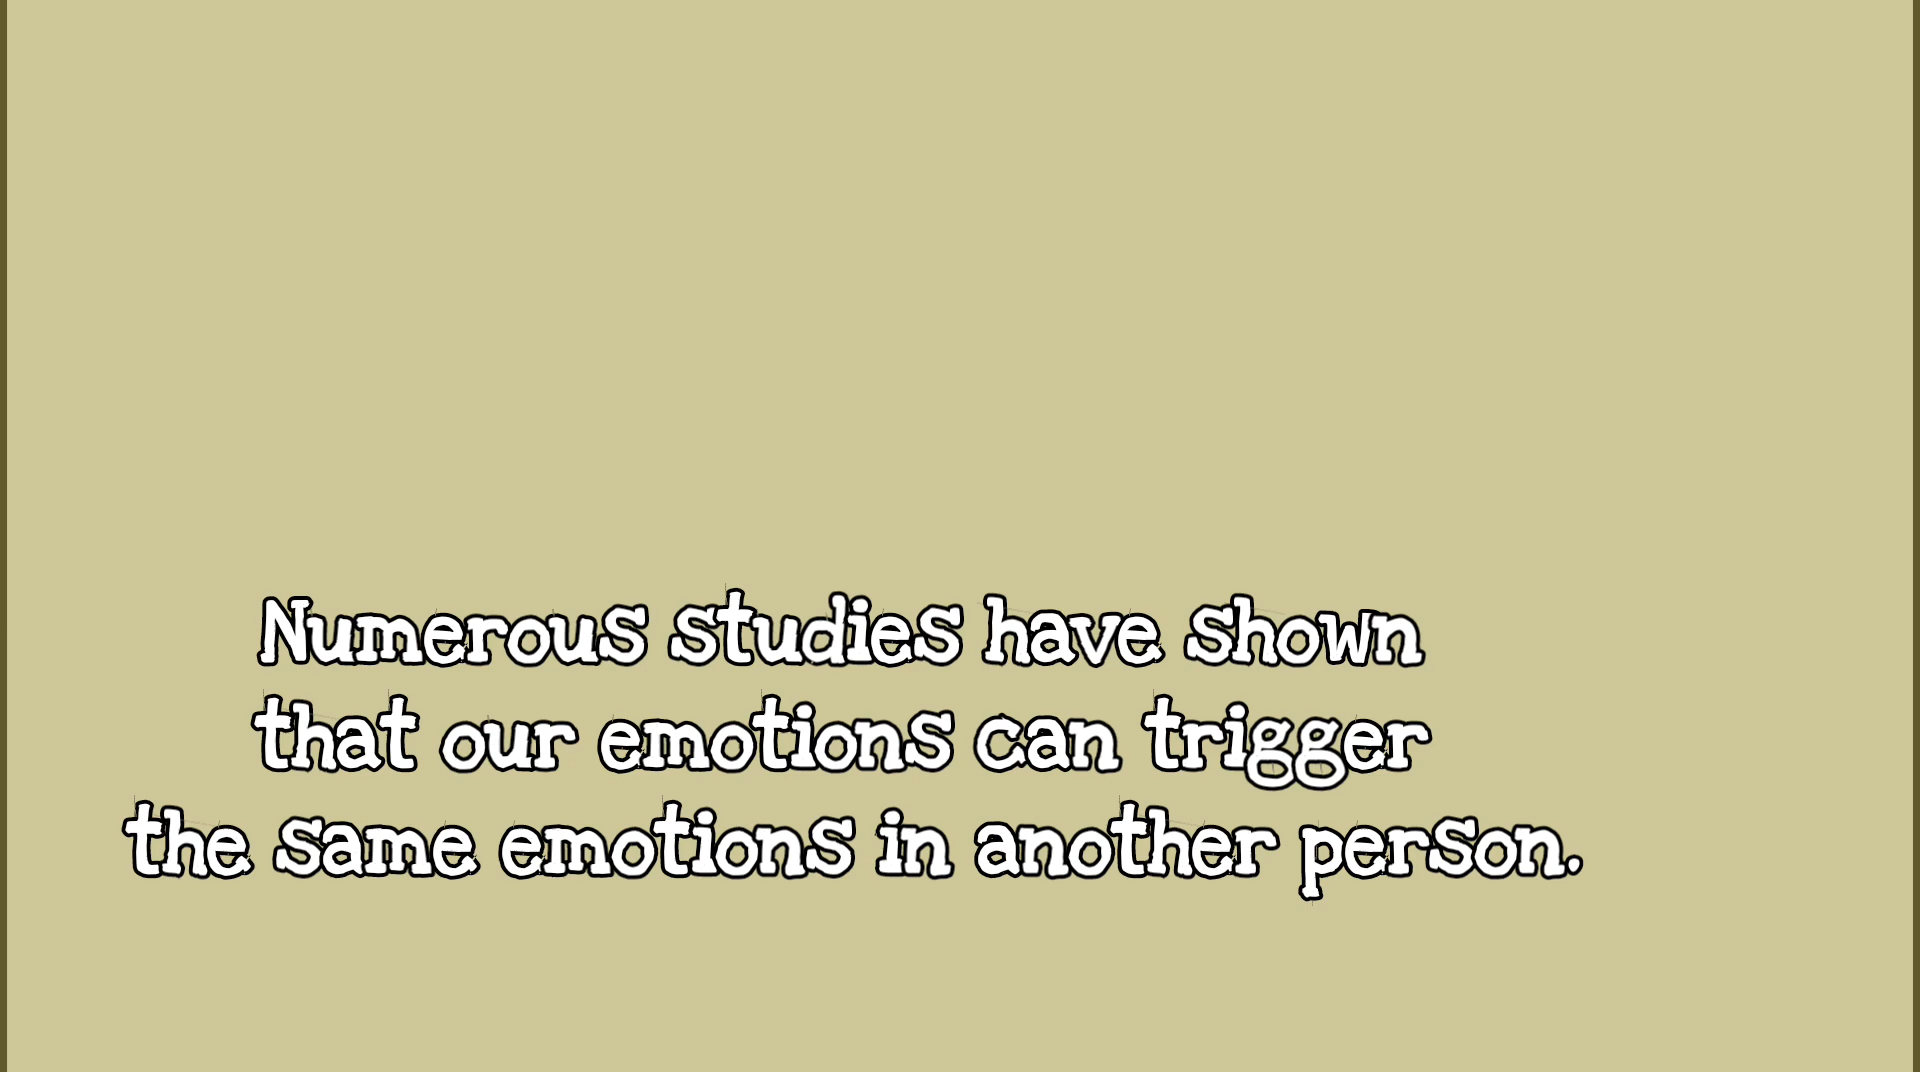 Numerous studies have shown
that our emotions can trigger
the same emotions in another person.